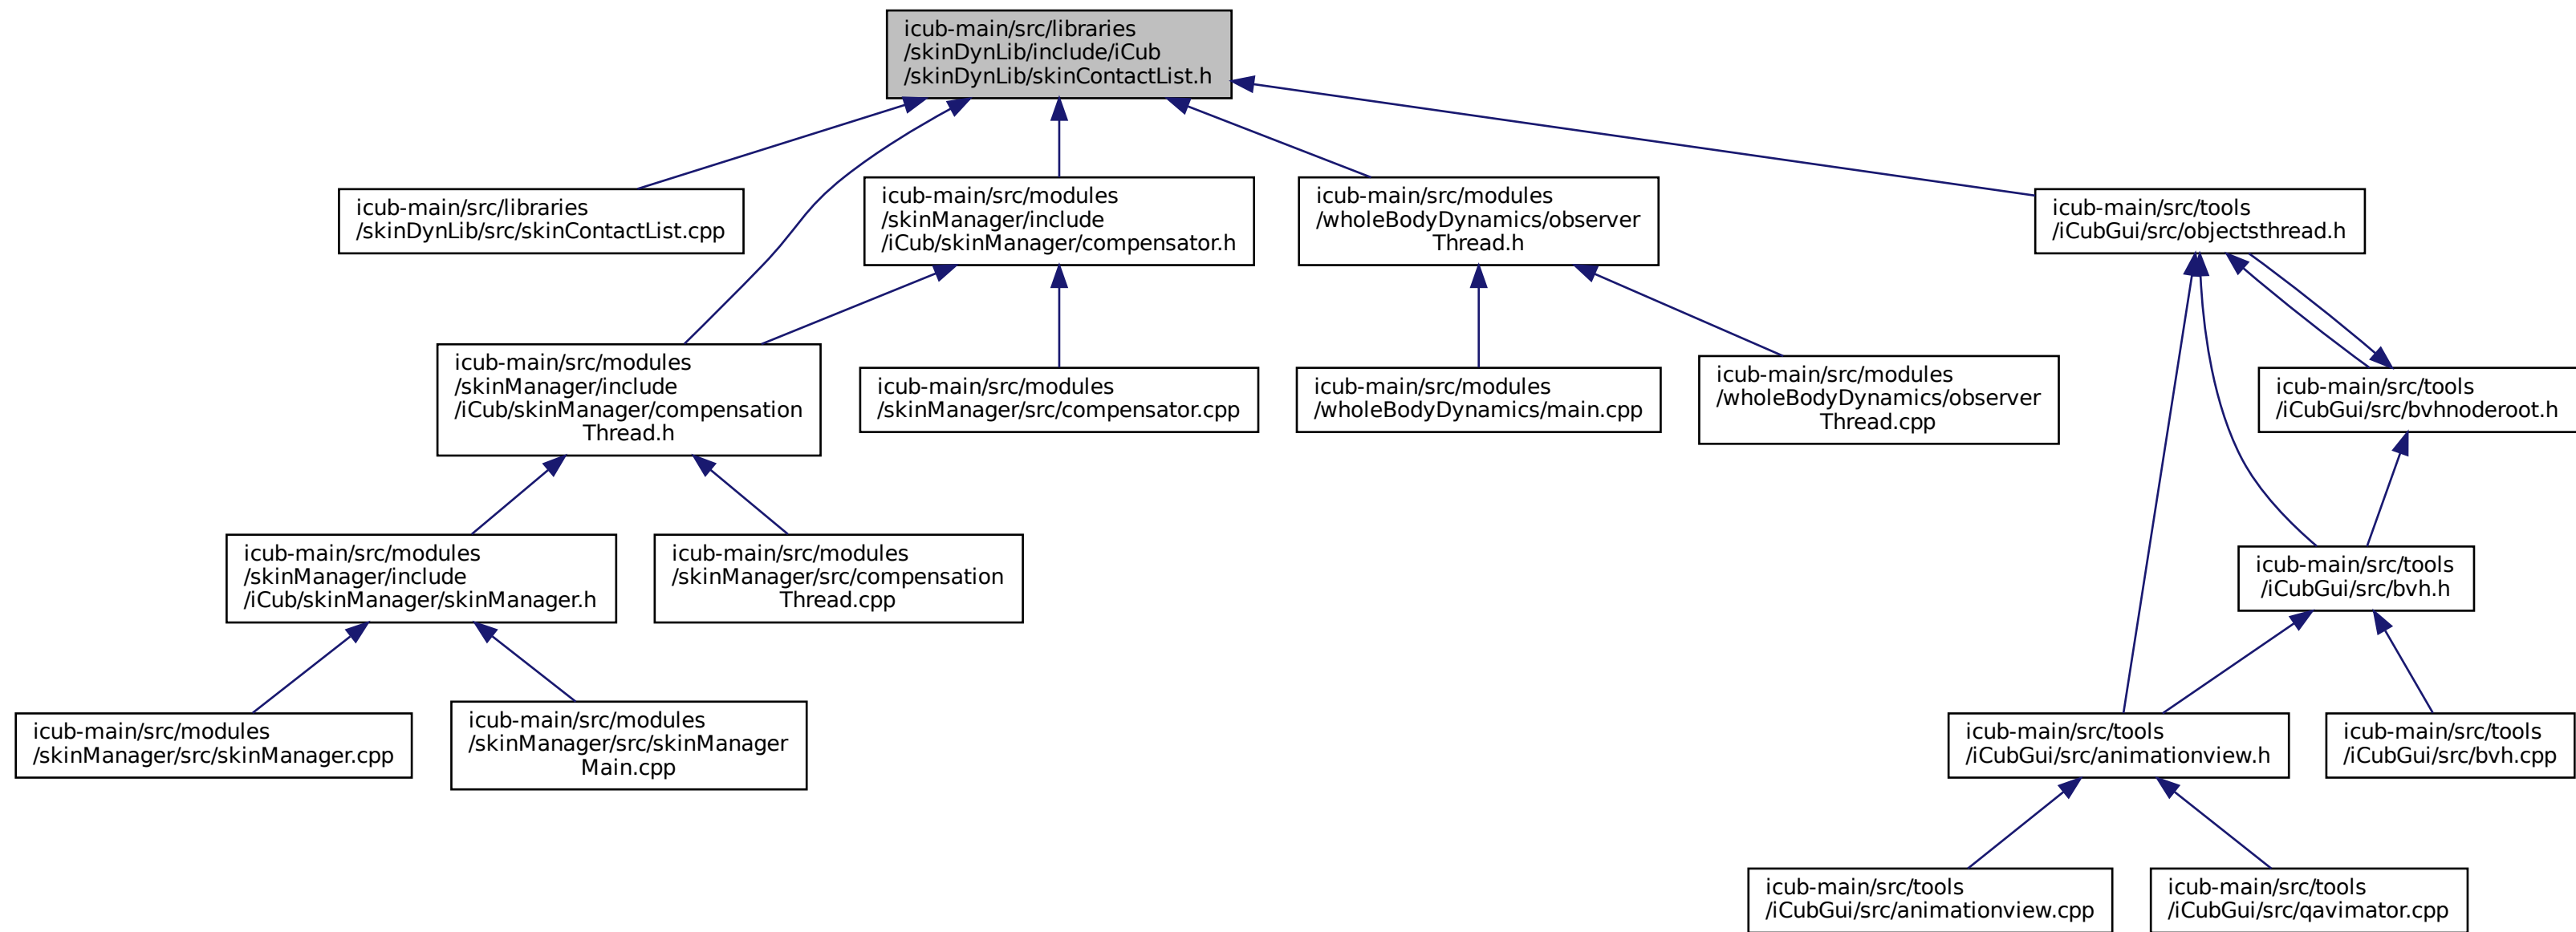 icub-main/src/libraries
/skinDynLib/include/iCub
/skinDynLib/skinContactList.h
icub-main/src/libraries
/skinDynLib/src/skinContactList.cpp
icub-main/src/modules
/skinManager/include
/iCub/skinManager/compensator.h
icub-main/src/modules
/wholeBodyDynamics/observer
Thread.h
icub-main/src/tools
/iCubGui/src/objectsthread.h
icub-main/src/modules
/skinManager/include
/iCub/skinManager/compensation
Thread.h
icub-main/src/modules
/skinManager/src/compensator.cpp
icub-main/src/modules
/wholeBodyDynamics/main.cpp
icub-main/src/modules
/wholeBodyDynamics/observer
Thread.cpp
icub-main/src/tools
/iCubGui/src/bvhnoderoot.h
icub-main/src/modules
/skinManager/include
/iCub/skinManager/skinManager.h
icub-main/src/modules
/skinManager/src/compensation
Thread.cpp
icub-main/src/tools
/iCubGui/src/bvh.h
icub-main/src/modules
/skinManager/src/skinManager.cpp
icub-main/src/modules
/skinManager/src/skinManager
Main.cpp
icub-main/src/tools
/iCubGui/src/animationview.h
icub-main/src/tools
/iCubGui/src/bvh.cpp
icub-main/src/tools
/iCubGui/src/animationview.cpp
icub-main/src/tools
/iCubGui/src/qavimator.cpp